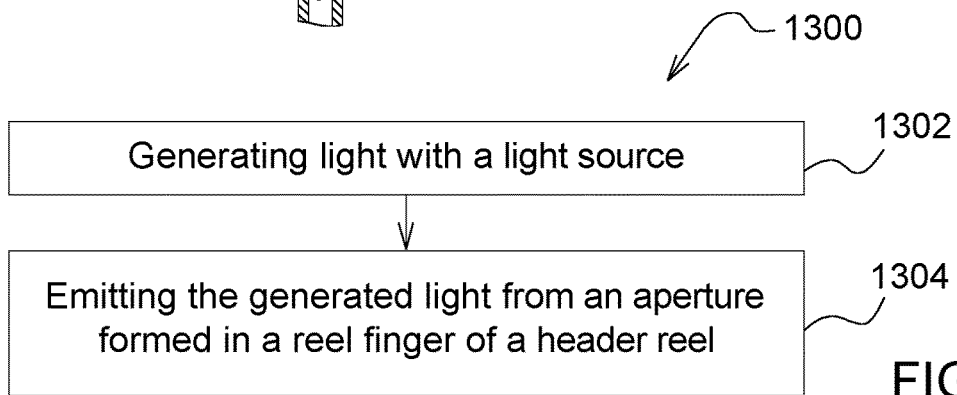 1300
1302
Generating light with a light source
1304
Emitting the generated light from an aperture
formed in a reel finger of a header reel
FIG